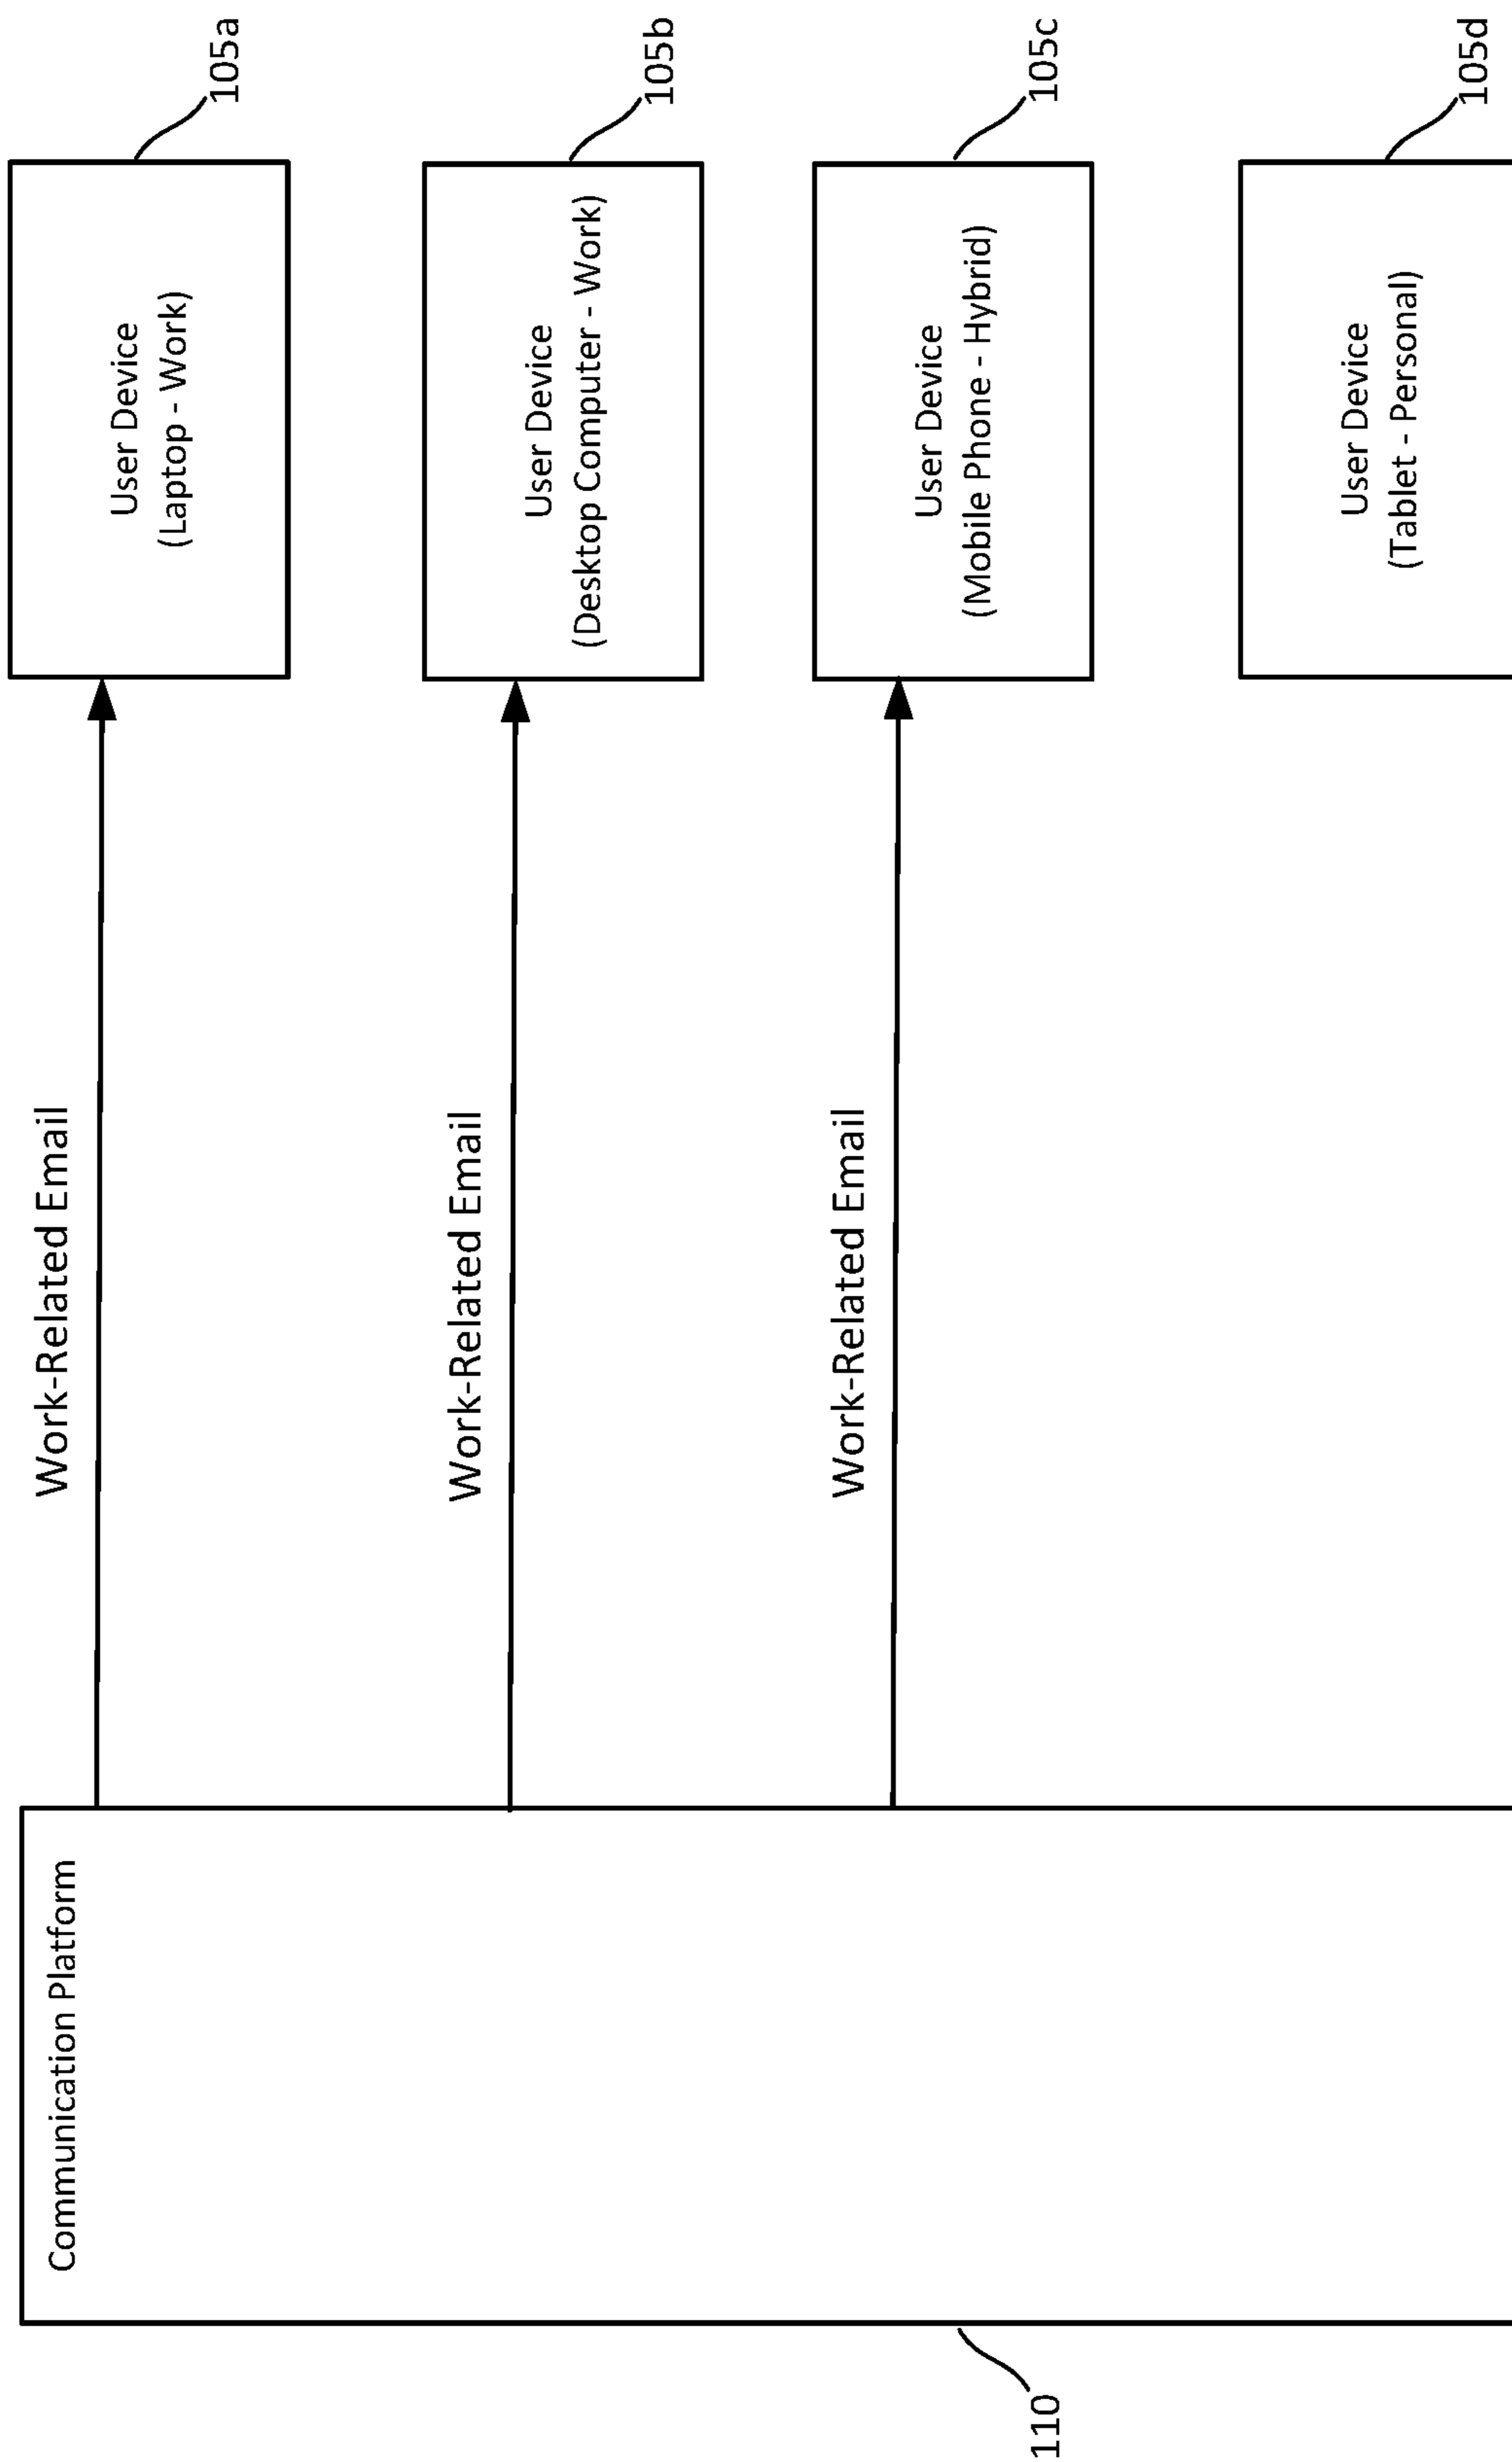 Communication Platform
110
Work-Related Email
User Device
(Laptop - Work)
105a
Work-Related Email
User Device
(Desktop Computer - Work)
105b
Work-Related Email
User Device
(Mobile Phone - Hybrid)
105c
User Device
(Tablet - Personal)
105d